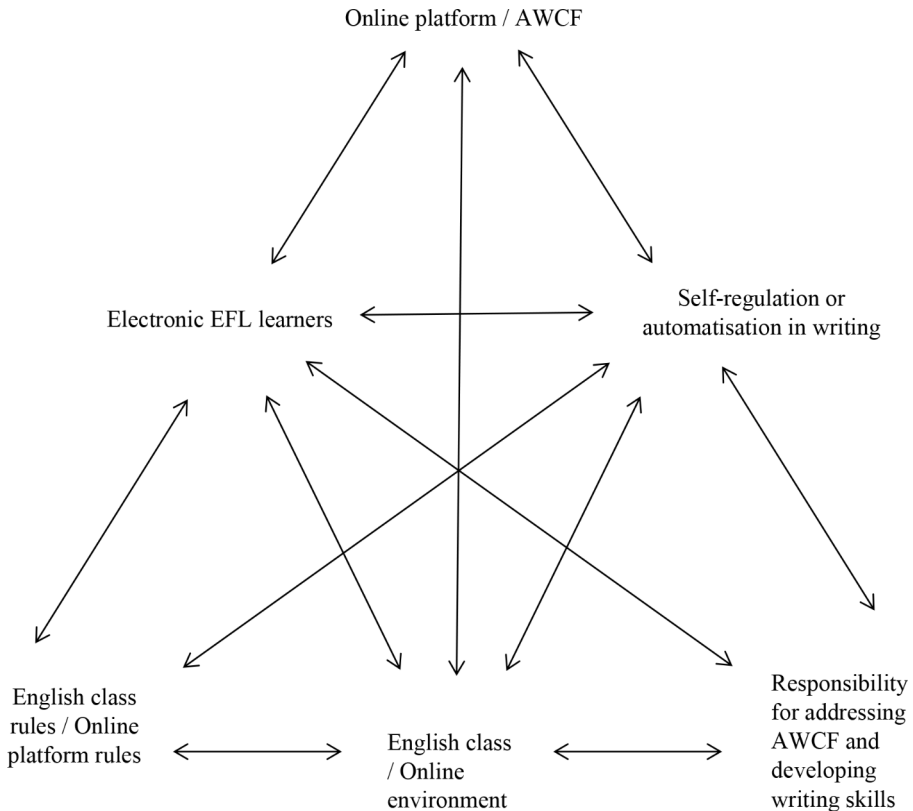 Online platform / AWCF
Electronic EFL learners
Self-regulation or
automatisation in writing
English class
rules / Online
platform rules
English class
/ Online
environment
Responsibility
for addressing
AWCF and
developing
writing skills